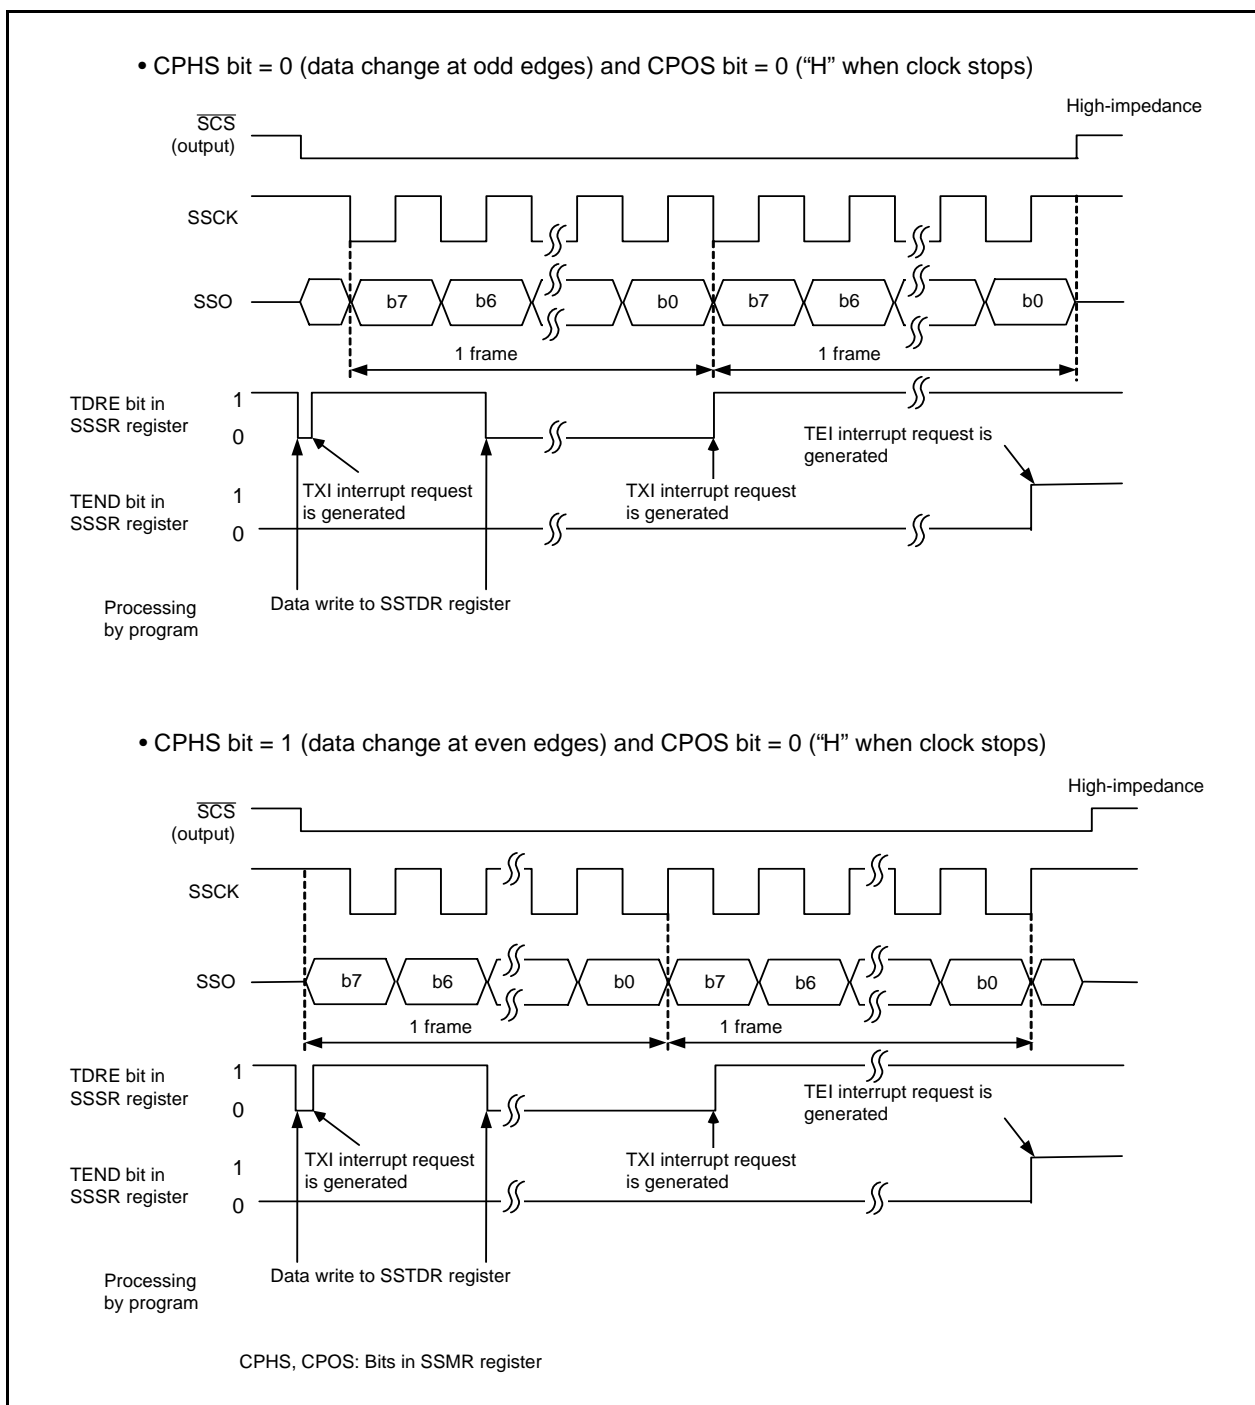 • CPHS bit = 0 (data change at odd edges) and CPOS bit = 0 (“H” when clock stops)
High-impedance
SCS
(output)
SSCK
SSO
b7
b6
b0
b7
b6
b0
1 frame
1 frame
TDRE bit in
SSSR register
1
0
TEI interrupt request is
generated
TXI interrupt request
is generated
TXI interrupt request
is generated
TEND bit in
SSSR register
1
0
Processing
by program
Data write to SSTDR register
• CPHS bit = 1 (data change at even edges) and CPOS bit = 0 (“H” when clock stops)
High-impedance
SCS
(output)
SSCK
SSO
b7
b6
b0
b7
b6
b0
1 frame
1 frame
TDRE bit in
SSSR register
1
0
TEI interrupt request is
generated
TXI interrupt request
is generated
TXI interrupt request
is generated
TEND bit in
SSSR register
1
0
Processing
by program
Data write to SSTDR register
CPHS, CPOS: Bits in SSMR register